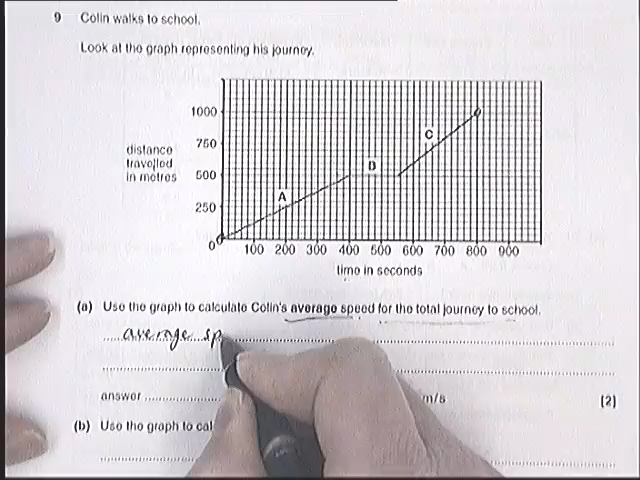 9 Colin walks to school.
Look at the graph representing his journey.
1000
750
500
250
0
distance
travelled
in metres
A
B
C
100 200 300 400 500 600 700 800 900
time in seconds
(a) Use the graph to calculate Colin's average speed for the total journey to school.
average sp
answer m/s [2]
(b) Use the graph to cal